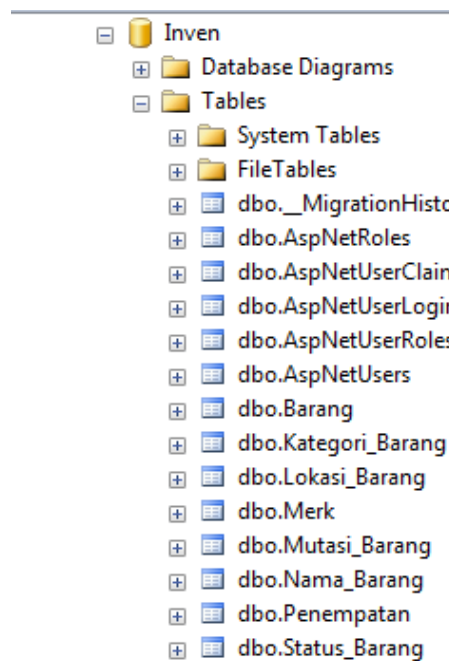 Inven
Database Diagrams
Tables
System Tables
FileTables
dbo.__MigrationHisto
dbo.AspNetRoles
dbo.AspNetUserClain
dbo.AspNetUserLogin
dbo.AspNetUserRoles
dbo.AspNetUsers
dbo.Barang
dbo.Kategori_Barang
dbo.Lokasi_Barang
dbo.Merk
dbo.Mutasi_Barang
dbo.Nama_Barang
dbo.Penempatan
dbo.Status_Barang